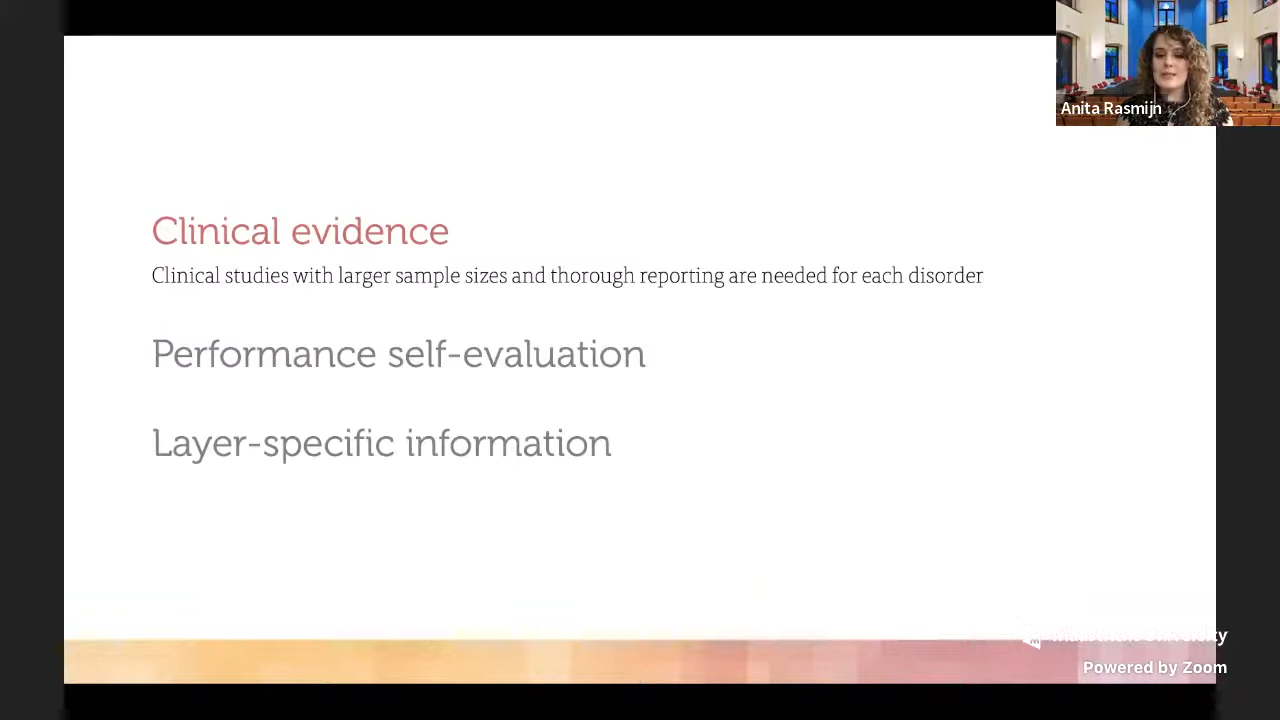 Anita Rasmijn
Clinical evidence
Clinical studies with larger sample sizes and thorough reporting are needed for each disorder
Performance self-evaluation
Layer-specific information
University
Powered by Zoom